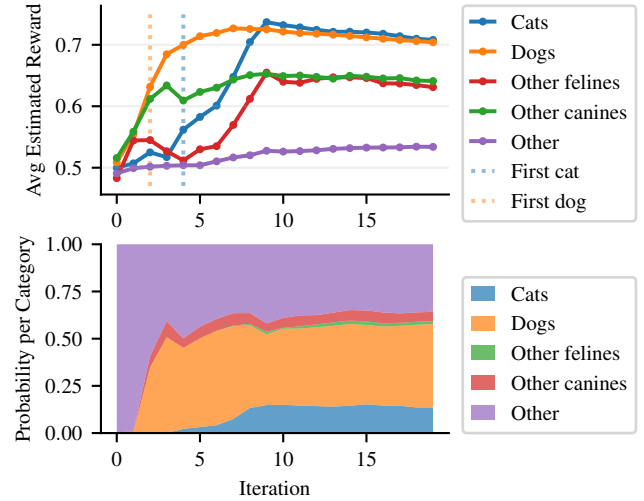 Avg Estimated Reward
0.7
0.6
0.5
0
5
10
15
Cats
Dogs
Other felines
Other canines
Other
First cat
First dog
Probability per Category
1.00
0.75
0.50
0.25
0.00
0
5
10
15
Iteration
Cats
Dogs
Other felines
Other canines
Other